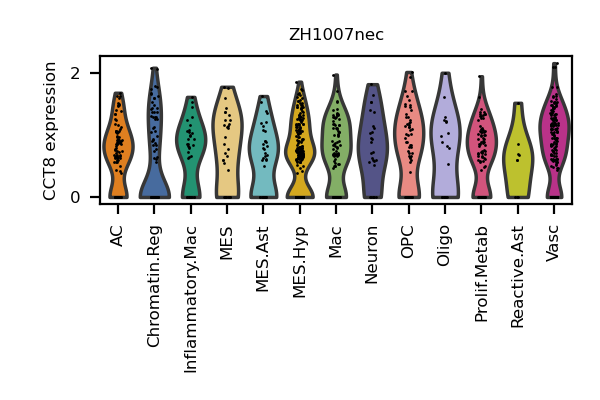 ZH1007nec
CCT8 expression
2
0
AC
Chromatin.Reg
Inflammatory.Mac
MES
MES.Ast
MES.Hyp
Mac
Neuron
OPC
Oligo
Prolif.Metab
Reactive.Ast
Vasc